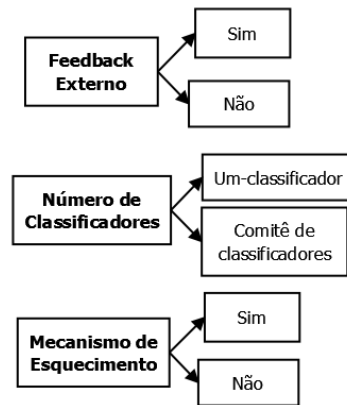 Feedback
Externo
Sim
Não
Número de
Classificadores
Um-classificador
Comitê de
classificadores
Mecanismo de
Esquecimento
Sim
Não